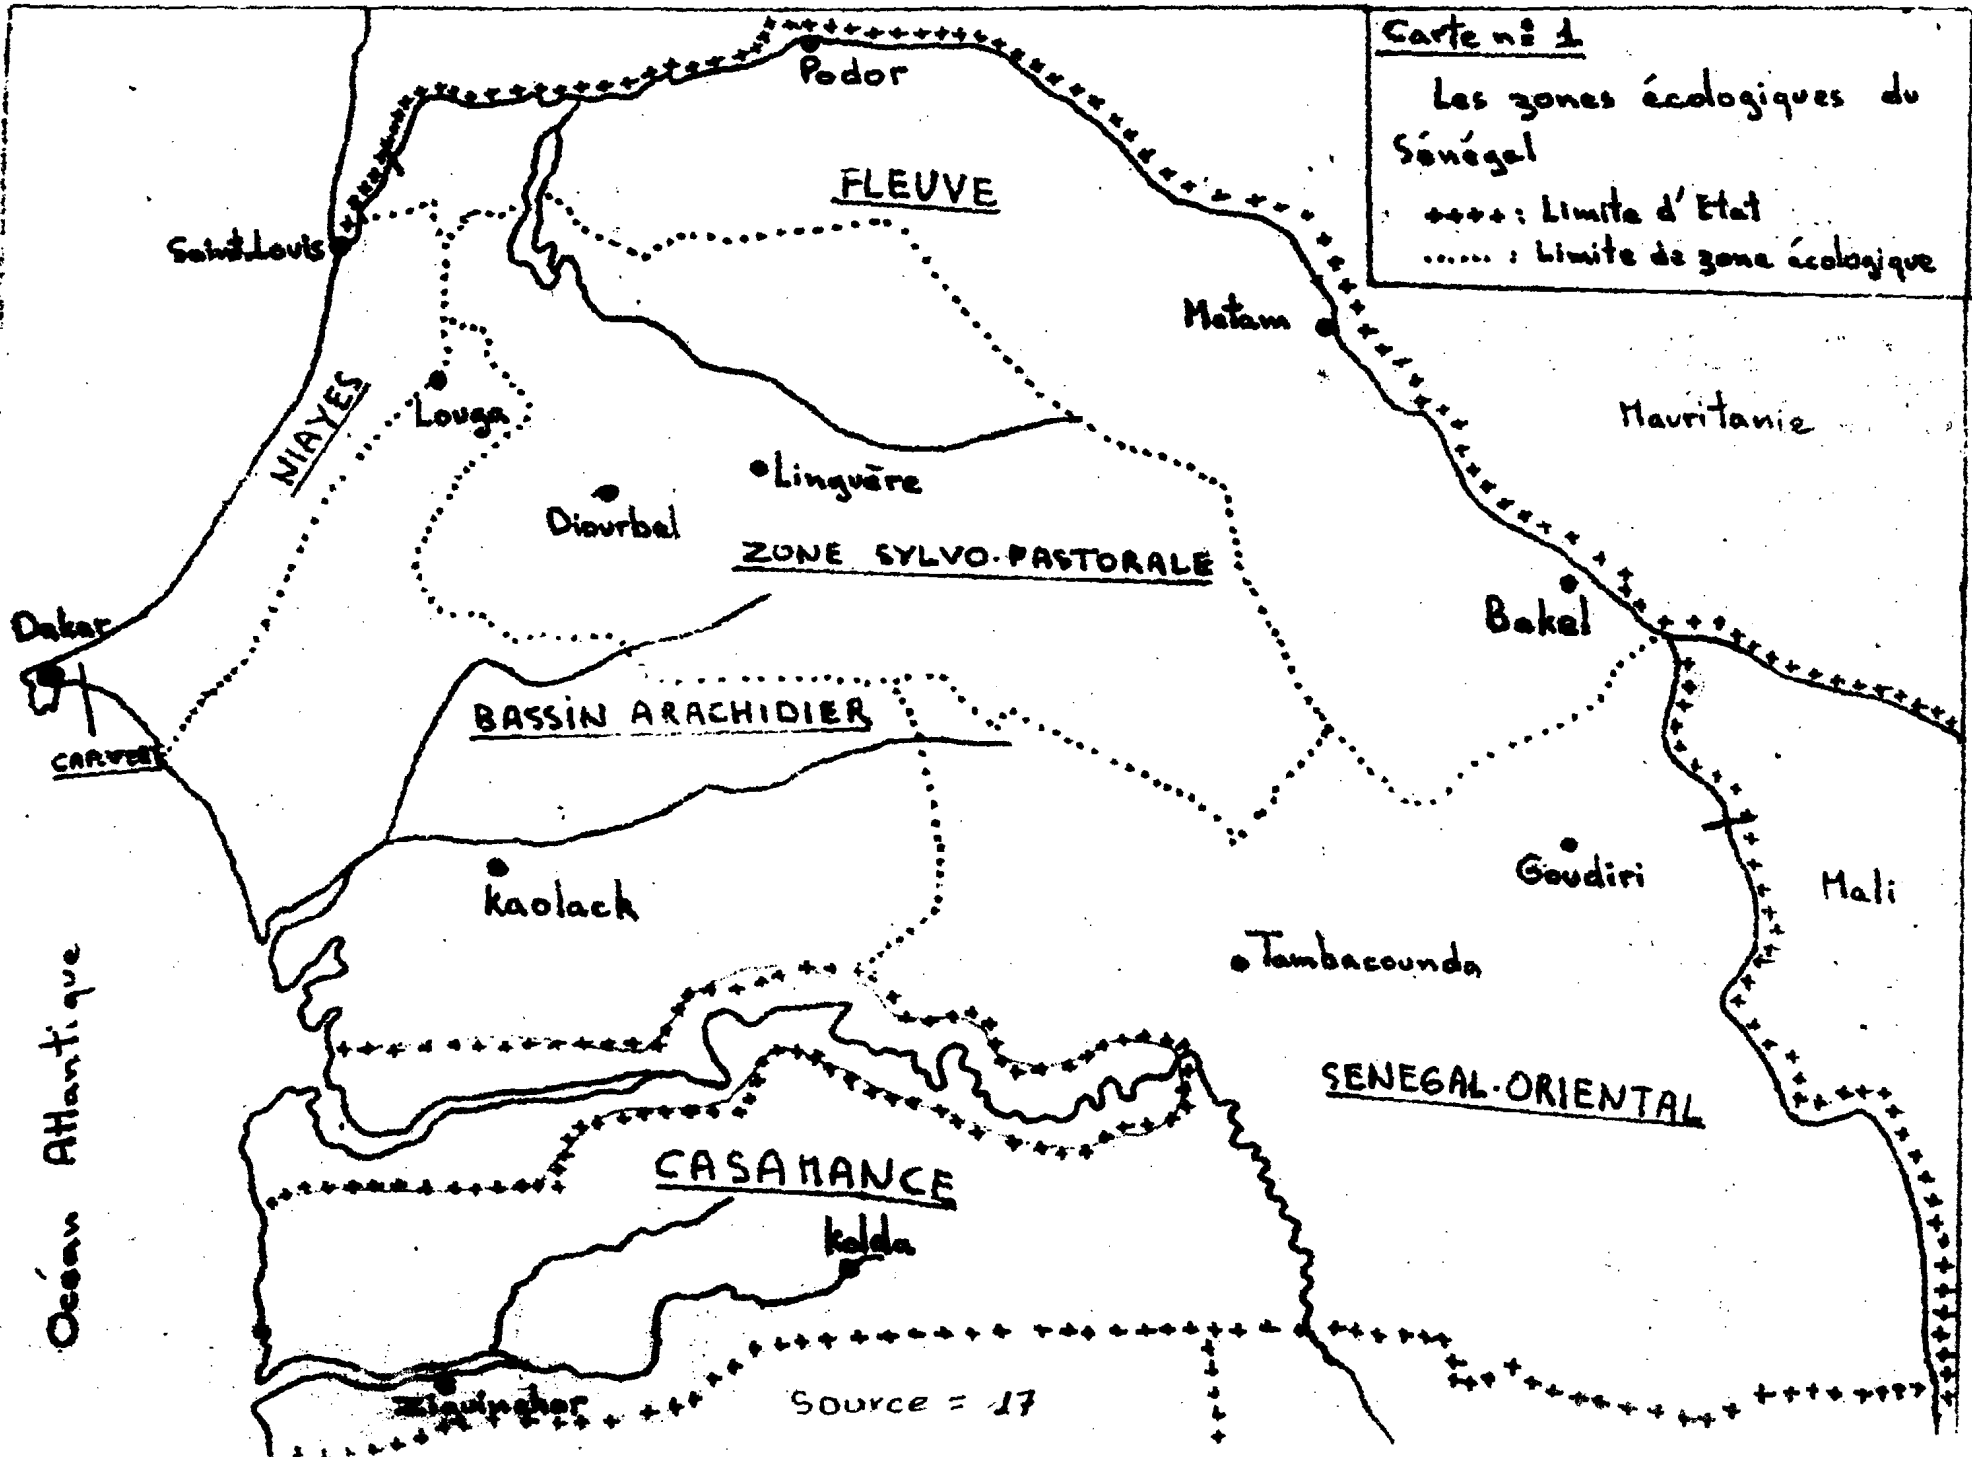 Carte nº 1
Les zones écologiques du
Sénégal
++++ : Limite d'Etat
...... : Limite de zone écologique
Podor
FLEUVE
Saint.Louis
Matam
Mauritanie
NIAYES
Louga
Linguère
Diourbel
ZONE SYLVO.PASTORALE
Bakel
Dakar
BASSIN ARACHIDIER
CAP.VERT
Goudiri
Mali
Kaolack
Tambacounda
Océan Attlantique
SENEGAL.ORIENTAL
CASAMANCE
Kolda
Ziguinchor
Source = 17